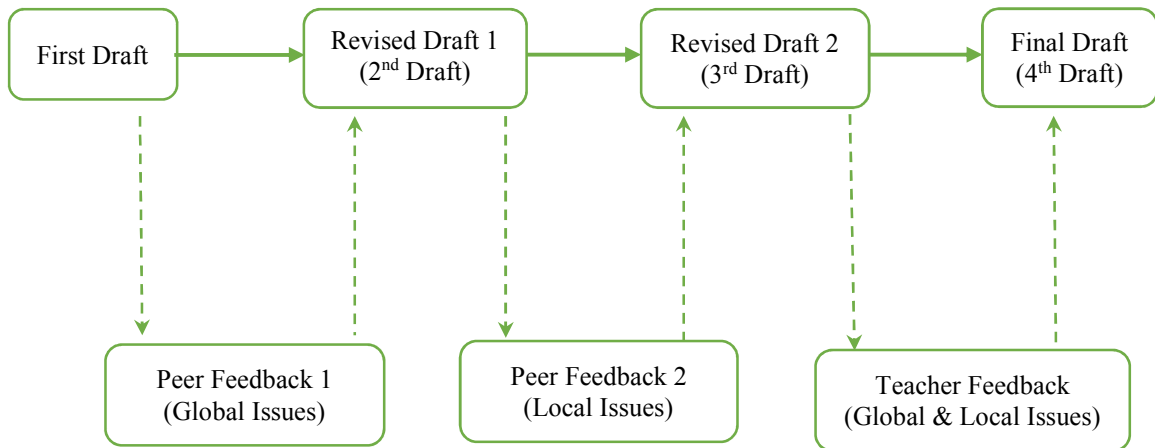 First Draft
Revised Draft 1
(2nd Draft)
Revised Draft 2
(3rd Draft)
Final Draft
(4th Draft)
Peer Feedback 1
(Global Issues)
Peer Feedback 2
(Local Issues)
Teacher Feedback
(Global & Local Issues)